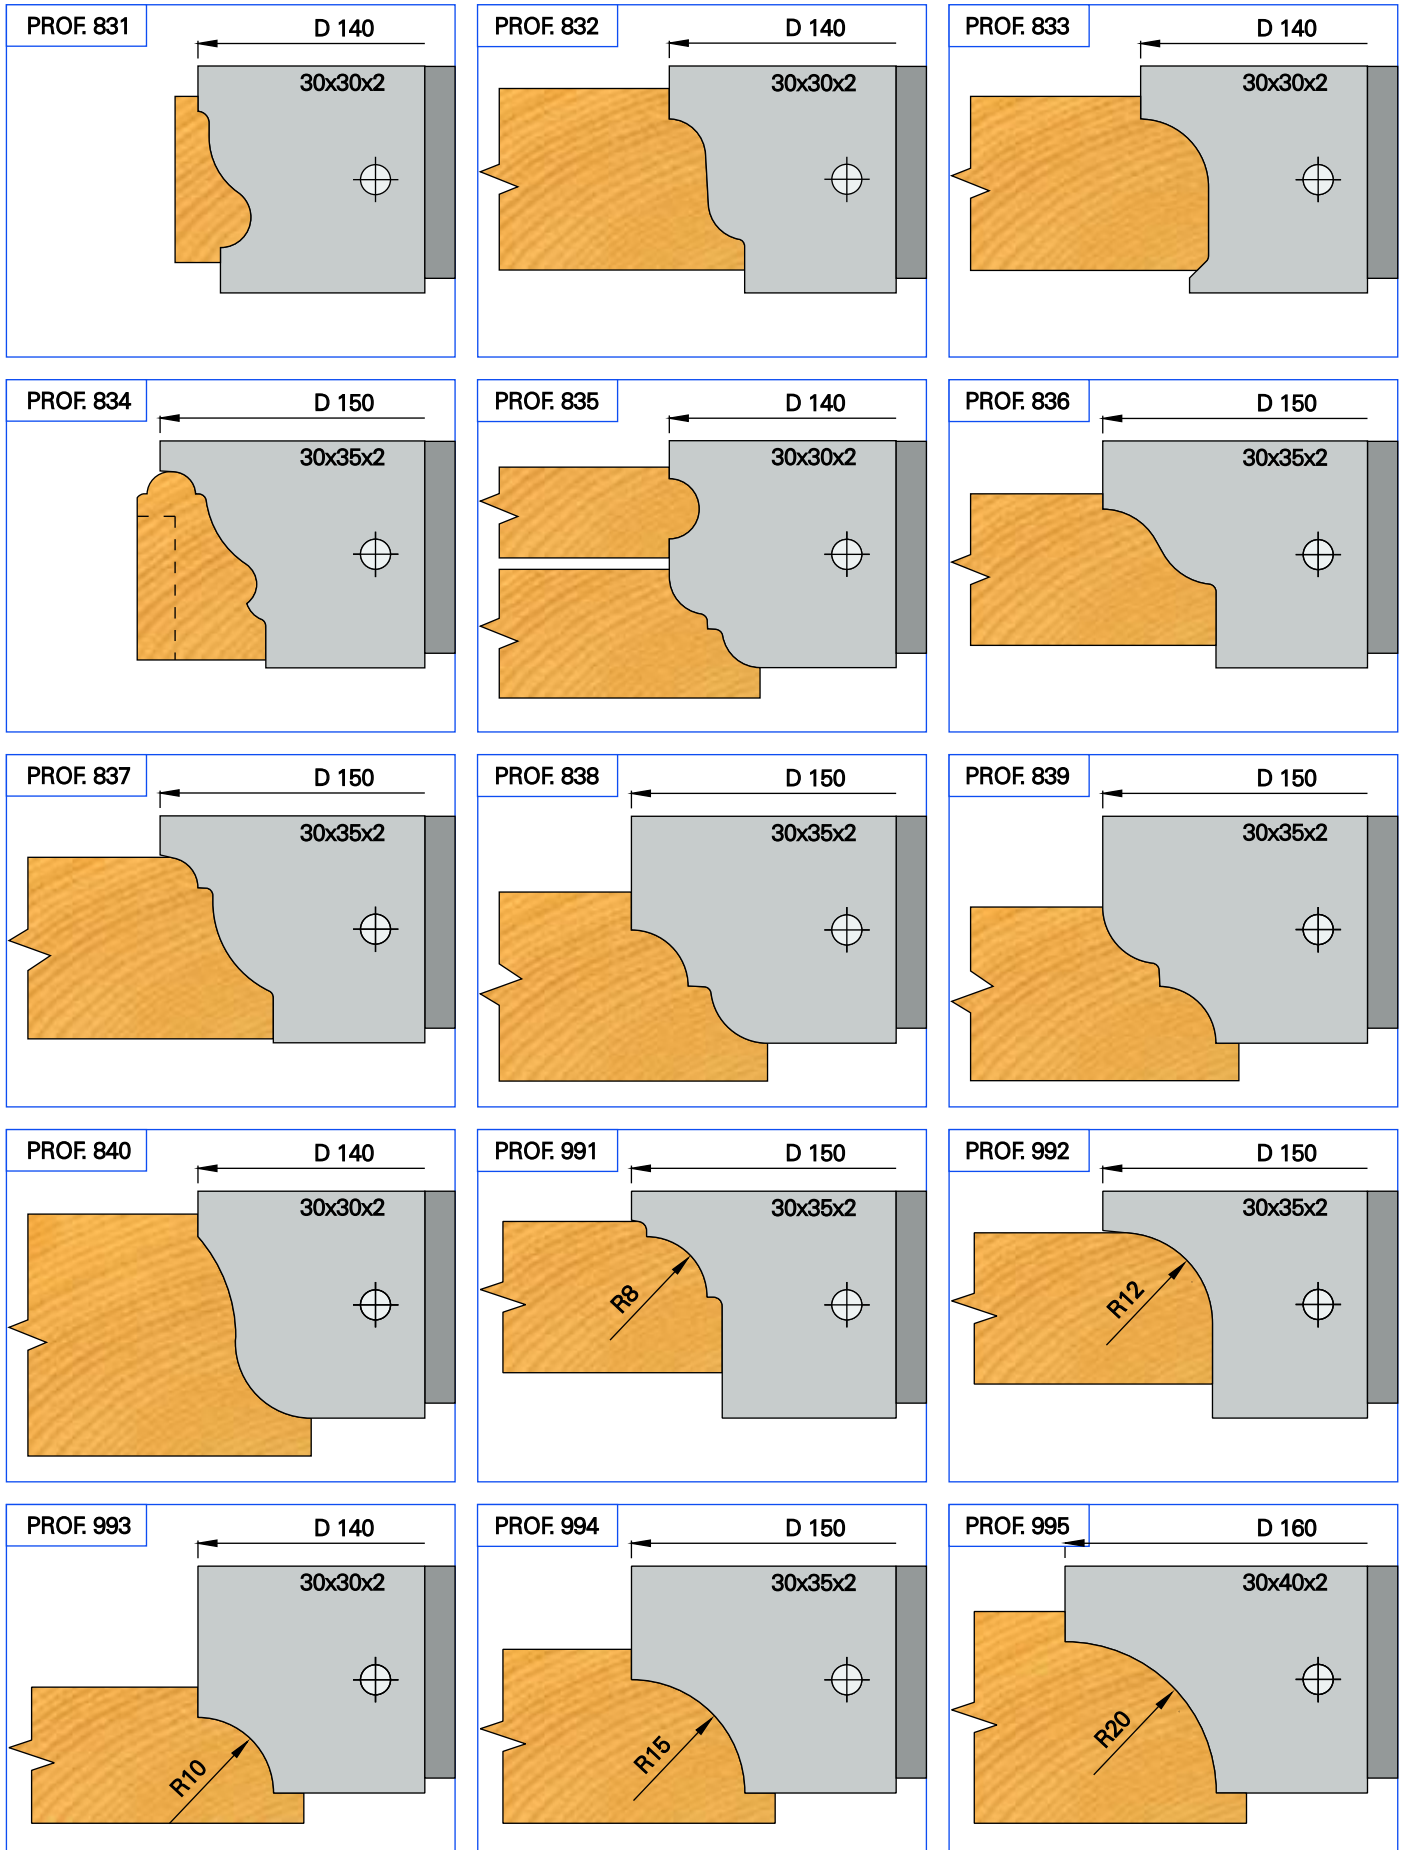 PROF. 831
D 140
30x30x2
PROF. 832
D 140
30x30x2
PROF. 833
D 140
30x30x2
PROF. 834
D 150
30x35x2
PROF. 835
D 140
30x30x2
PROF. 836
D 150
30x35x2
PROF. 837
D 150
30x35x2
PROF. 838
D 150
30x35x2
PROF. 839
D 150
30x35x2
PROF. 840
D 140
30x30x2
PROF. 991
D 150
30x35x2
R8
PROF. 992
D 150
30x35x2
R12
PROF. 993
D 140
30x30x2
R10
PROF. 994
D 150
30x35x2
R15
PROF. 995
D 160
30x40x2
R20